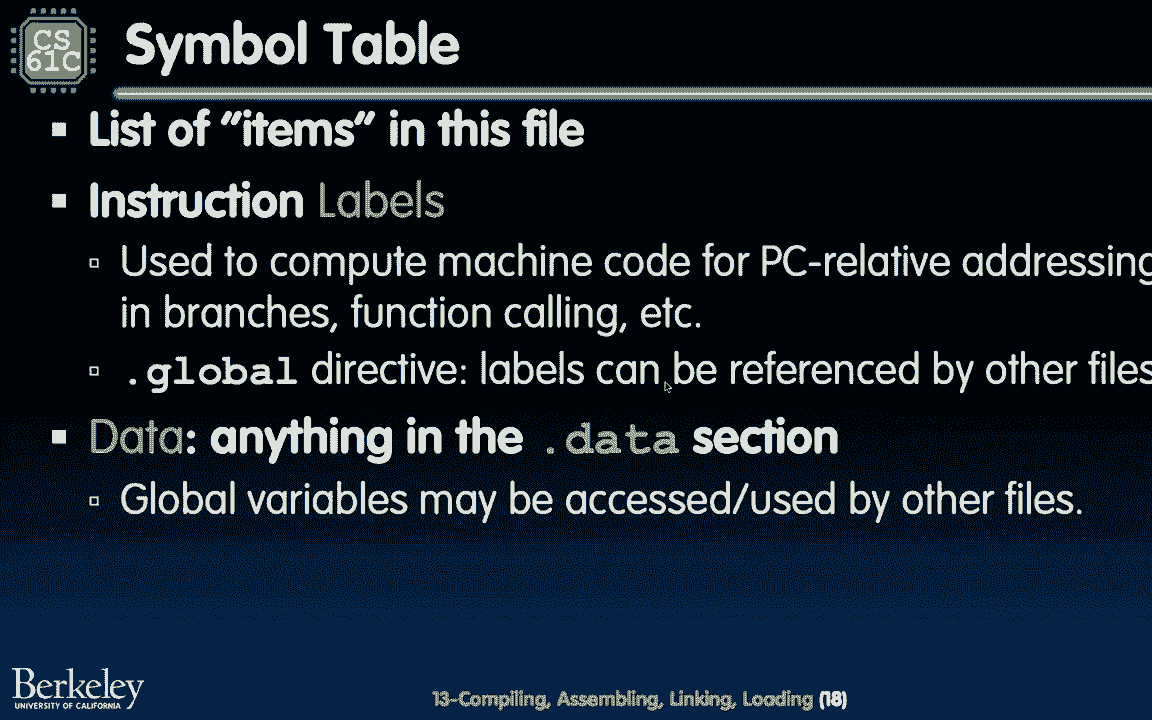 CS
61C
Symbol Table
▪ List of “items” in this file
▪ Instruction Labels
▫ Used to compute machine code for PC-relative addressing
in branches, function calling, etc.
▫ .global directive: labels can be referenced by other files
▪ Data: anything in the .data section
▫ Global variables may be accessed/used by other files.
Berkeley
UNIVERSITY OF CALIFORNIA
13-Compiling, Assembling, Linking, Loading (18)